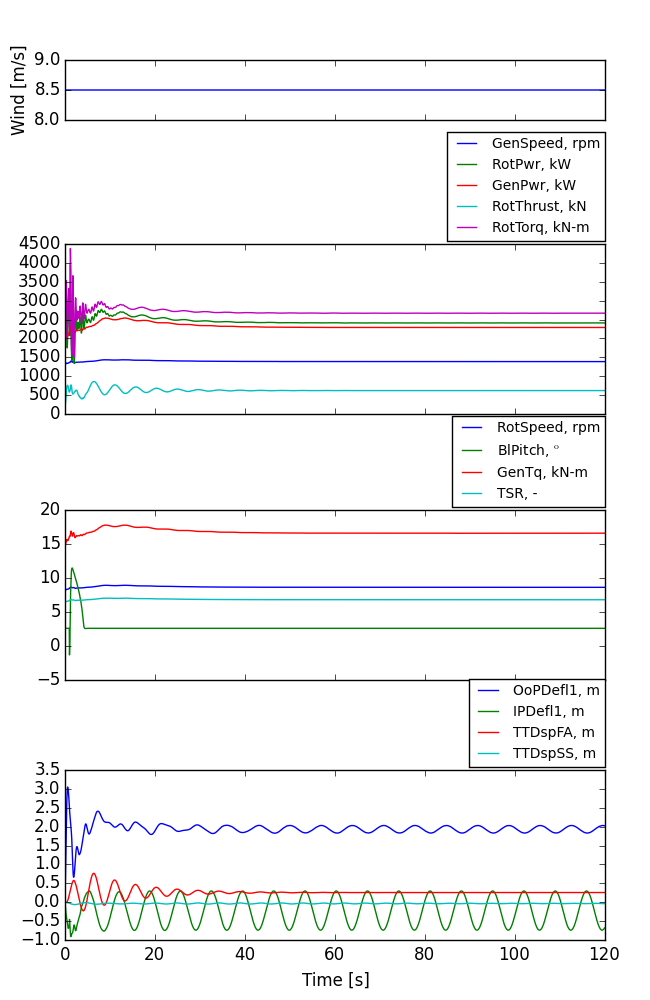 Wind [m/s]
9.0
8.5
8.0
GenSpeed, rpm
RotPwr, kW
GenPwr, kW
RotThrust, kN
RotTorq, kN-m
4500
4000
3500
3000
2500
2000
1500
1000
500
0
RotSpeed, rpm
BlPitch, °
GenTq, kN-m
TSR, -
20
15
10
5
0
−5
OoPDefl1, m
IPDefl1, m
TTDspFA, m
TTDspSS, m
3.5
3.0
2.5
2.0
1.5
1.0
0.5
0.0
−0.5
−1.0
0 20 40 60 80 100 120
Time [s]